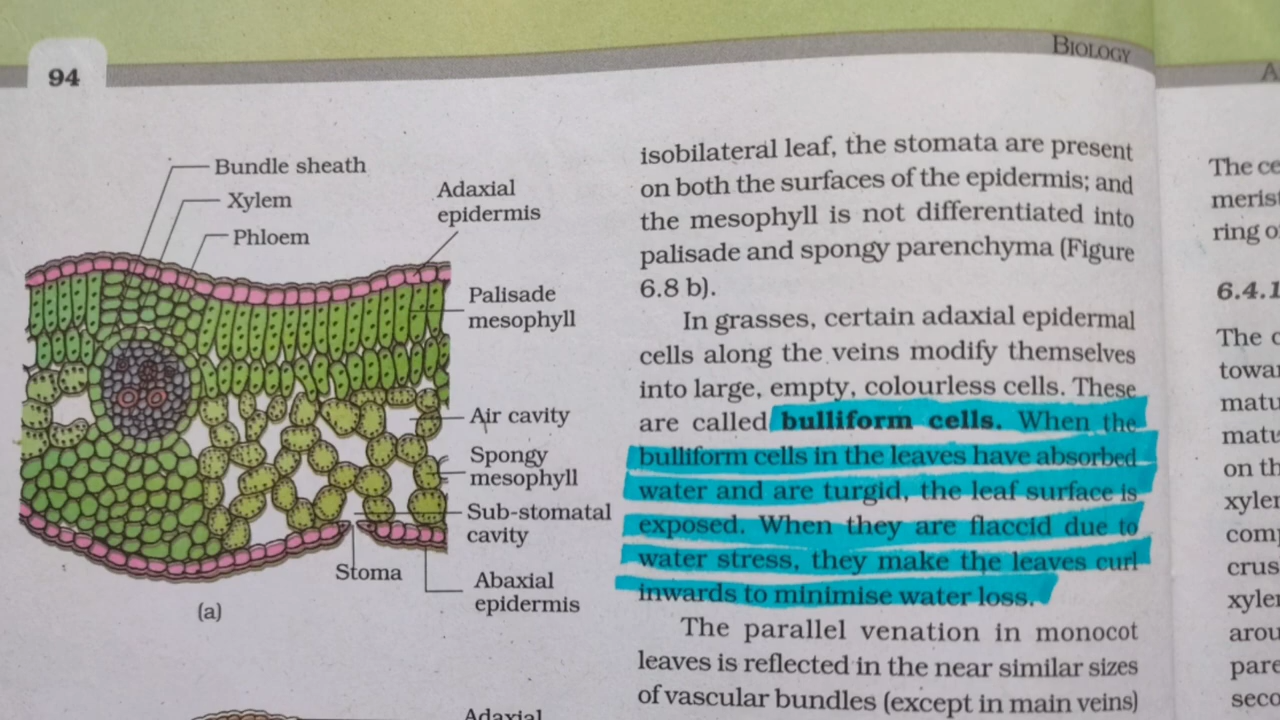 94
BIOLOGY
Bundle sheath
Xylem
Phloem
Adaxial
epidermis
Palisade
mesophyll
Air cavity
Spongy
mesophyll
Sub-stomatal
cavity
Stoma
Abaxial
epidermis
(a)
Adaxial
isobilateral leaf, the stomata are present
on both the surfaces of the epidermis; and
the mesophyll is not differentiated into
palisade and spongy parenchyma (Figure
6.8 b).
In grasses, certain adaxial epidermal
cells along the veins modify themselves
into large, empty, colourless cells. These
are called bulliform cells. When the
bulliform cells in the leaves have absorbed
water and are turgid, the leaf surface is
exposed. When they are flaccid due to
water stress, they make the leaves curl
inwards to minimise water loss.
The parallel venation in monocot
leaves is reflected in the near similar sizes
of vascular bundles (except in main veins)
A
The ce
merist
ring o
6.4.1
The c
towar
matu
matu
on th
xyle
comp
crus
xyle
arou
pare
seco